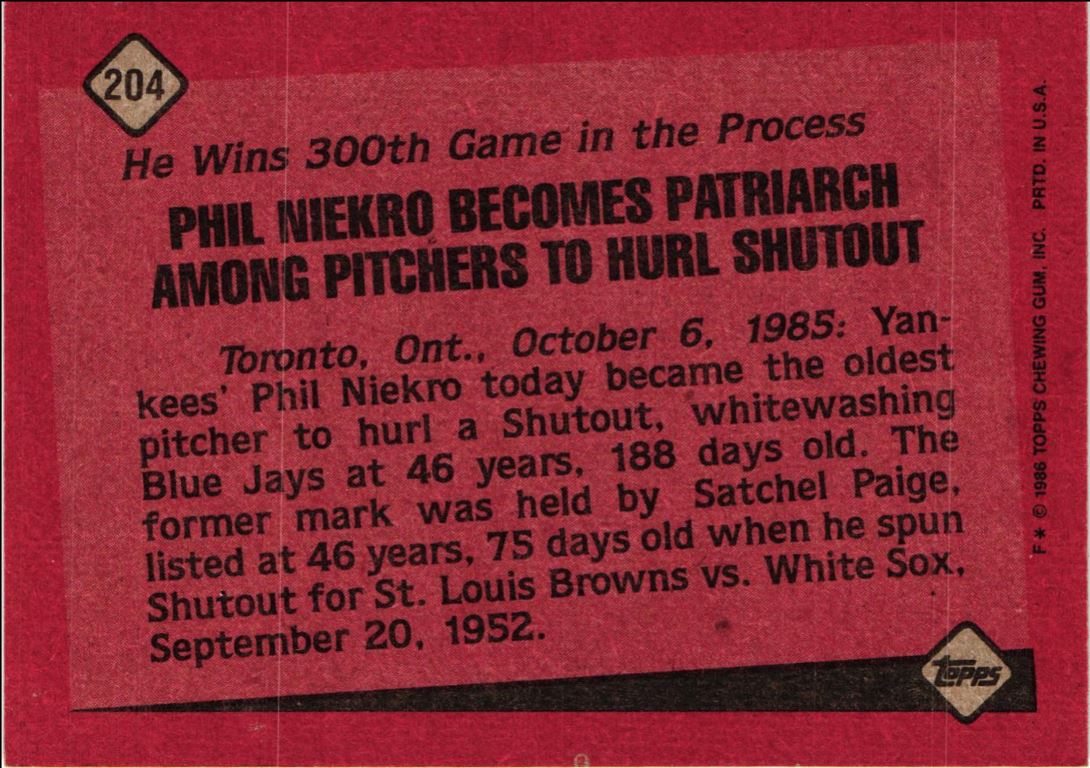 204
He Wins 300th Game in the Process
PHIL NIEKRO BECOMES PATRIARCH
AMONG PITCHERS TO HURL SHUTOUT
Toronto, Ont., October 6, 1985: Yan-
kees' Phil Niekro today became the oldest
pitcher to hurl a Shutout, whitewashing
Blue Jays at 46 years, 188 days old. The
former mark was held by Satchel Paige,
listed at 46 years, 75 days old when he spun
Shutout for St. Louis Browns vs. White Sox,
September 20, 1952.
topps
F * © 1986 TOPPS CHEWING GUM, INC. PRTD. IN U.S.A.